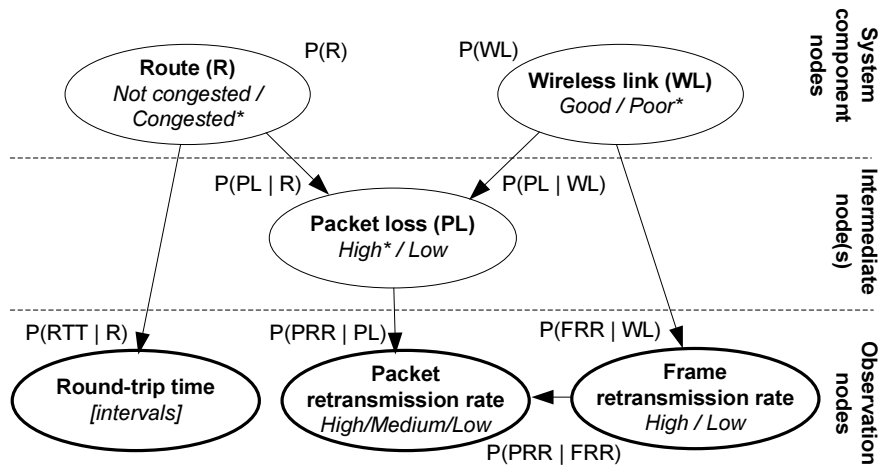 P(R)
P(WL)
Route (R)
Not congested /
Congested*
Wireless link (WL)
Good / Poor*
System
component
nodes
P(PL | R)
P(PL | WL)
Packet loss (PL)
High* / Low
Intermediate
node(s)
P(RTT | R)
P(PRR | PL)
P(FRR | WL)
Round-trip time
[intervals]
Packet
retransmission rate
High/Medium/Low
Frame
retransmission rate
High / Low
P(PRR | FRR)
Observation
nodes